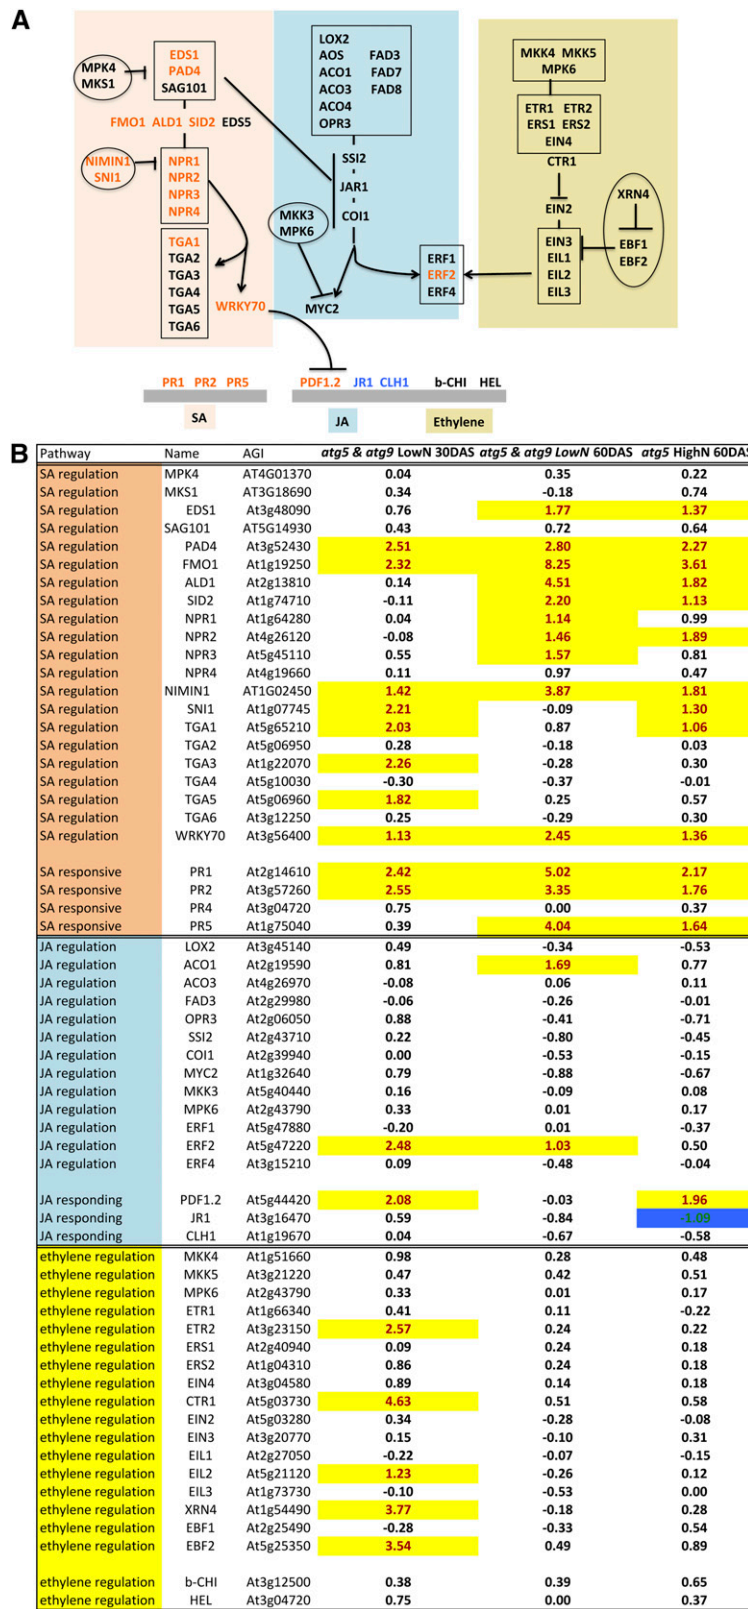 A
EDS1
PAD4
SAG101
MPK4
MKS1
FMO1 ALD1 SID2 EDS5
NIMIN1
SNI1
NPR1
NPR2
NPR3
NPR4
TGA1
TGA2
TGA3
TGA4
TGA5
TGA6
WRKY70
LOX2
AOS FAD3
ACO1 FAD7
ACO3 FAD8
ACO4
OPR3
SSI2
JAR1
COI1
MKK3
MPK6
MYC2
ERF1
ERF2
ERF4
MKK4 MKK5
MPK6
ETR1 ETR2
ERS1 ERS2
EIN4
CTR1
EIN2
EIN3
EIL1
EIL2
EIL3
XRN4
EBF1
EBF2
PR1 PR2 PR5
PDF1.2 JR1 CLH1 b-CHI HEL
SA JA Ethylene
B
Pathway Name AGI atg5 & atg9 LowN 30DAS atg5 & atg9 LowN 60DAS atg5 HighN 60DAS
SA regulation MPK4 AT4G01370 0.04 0.35 0.22
SA regulation MKS1 AT3G18690 0.34 -0.18 0.74
SA regulation EDS1 At3g48090 0.76 1.77 1.37
SA regulation SAG101 AT5G14930 0.43 0.72 0.64
SA regulation PAD4 At3g52430 2.51 2.80 2.27
SA regulation FMO1 At1g19250 2.32 8.25 3.61
SA regulation ALD1 At2g13810 0.14 4.51 1.82
SA regulation SID2 At1g74710 -0.11 2.20 1.13
SA regulation NPR1 At1g64280 0.04 1.14 0.99
SA regulation NPR2 At4g26120 -0.08 1.46 1.89
SA regulation NPR3 At5g45110 0.55 1.57 0.81
SA regulation NPR4 At4g19660 0.11 0.97 0.47
SA regulation NIMIN1 AT1G02450 1.42 3.87 1.81
SA regulation SNI1 At1g07745 2.21 -0.09 1.30
SA regulation TGA1 At5g65210 2.03 0.87 1.06
SA regulation TGA2 At5g06950 0.28 -0.18 0.03
SA regulation TGA3 At1g22070 2.26 -0.28 0.30
SA regulation TGA4 At5g10030 -0.30 -0.37 -0.01
SA regulation TGA5 At5g06960 1.82 0.25 0.57
SA regulation TGA6 At3g12250 0.25 -0.29 0.30
SA regulation WRKY70 At3g56400 1.13 2.45 1.36
SA responsive PR1 At2g14610 2.42 5.02 2.17
SA responsive PR2 At3g57260 2.55 3.35 1.76
SA responsive PR4 At3g04720 0.75 0.00 0.37
SA responsive PR5 At1g75040 0.39 4.04 1.64
JA regulation LOX2 At3g45140 0.49 -0.34 -0.53
JA regulation ACO1 At2g19590 0.81 1.69 0.77
JA regulation ACO3 At4g26970 -0.08 0.06 0.11
JA regulation FAD3 At2g29980 -0.06 -0.26 -0.01
JA regulation OPR3 At2g06050 0.88 -0.41 -0.71
JA regulation SSI2 At2g43710 0.22 -0.80 -0.45
JA regulation COI1 At2g39940 0.00 -0.53 -0.15
JA regulation MYC2 At1g32640 0.79 -0.88 -0.67
JA regulation MKK3 At5g40440 0.16 -0.09 0.08
JA regulation MPK6 At2g43790 0.33 0.01 0.17
JA regulation ERF1 At5g47880 -0.20 0.01 -0.37
JA regulation ERF2 At5g47220 2.48 1.03 0.50
JA regulation ERF4 At3g15210 0.09 -0.48 -0.04
JA responding PDF1.2 At5g44420 2.08 -0.03 1.96
JA responding JR1 At3g16470 0.59 -0.84 -1.09
JA responding CLH1 At1g19670 0.04 -0.67 -0.58
ethylene regulation MKK4 At1g51660 0.98 0.28 0.48
ethylene regulation MKK5 At3g21220 0.47 0.42 0.51
ethylene regulation MPK6 At2g43790 0.33 0.01 0.17
ethylene regulation ETR1 At1g66340 0.41 0.11 -0.22
ethylene regulation ETR2 At3g23150 2.57 0.24 0.22
ethylene regulation ERS1 At2g40940 0.09 0.24 0.18
ethylene regulation ERS2 At1g04310 0.86 0.24 0.18
ethylene regulation EIN4 At3g04580 0.89 0.14 0.18
ethylene regulation CTR1 At5g03730 4.63 0.51 0.58
ethylene regulation EIN2 At5g03280 0.34 -0.28 -0.08
ethylene regulation EIN3 At3g20770 0.15 -0.10 0.31
ethylene regulation EIL1 At2g27050 -0.22 -0.07 -0.15
ethylene regulation EIL2 At5g21120 1.23 -0.26 0.12
ethylene regulation EIL3 At1g73730 -0.10 -0.53 0.00
ethylene regulation XRN4 At1g54490 3.77 -0.18 0.28
ethylene regulation EBF1 At2g25490 -0.28 -0.33 0.54
ethylene regulation EBF2 At5g25350 3.54 0.49 0.89
ethylene regulation b-CHI At3g12500 0.38 0.39 0.65
ethylene regulation HEL At3g04720 0.75 0.00 0.37